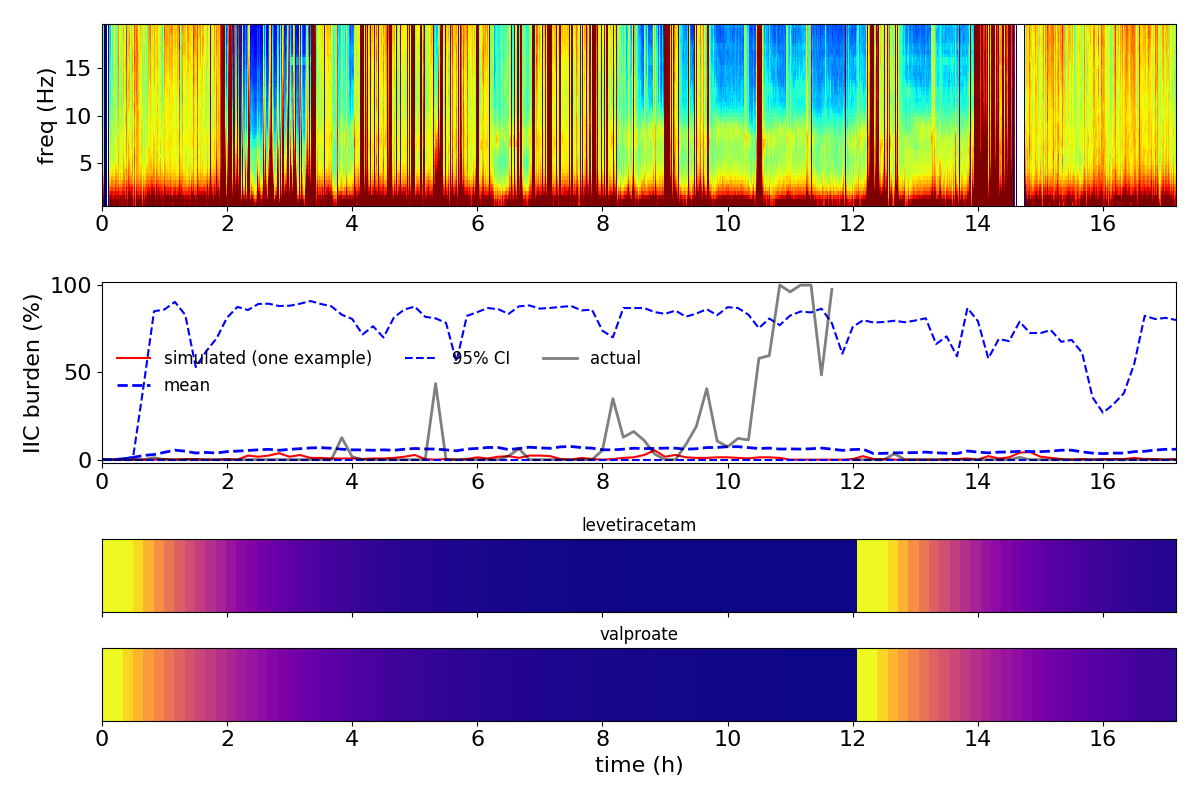 freq (Hz)
15
10
5
0 2 4 6 8 10 12 14 16
IIC burden (%)
100
50
0
simulated (one example) 95% CI actual
mean
0 2 4 6 8 10 12 14 16
levetiracetam
valproate
0 2 4 6 8 10 12 14 16
time (h)